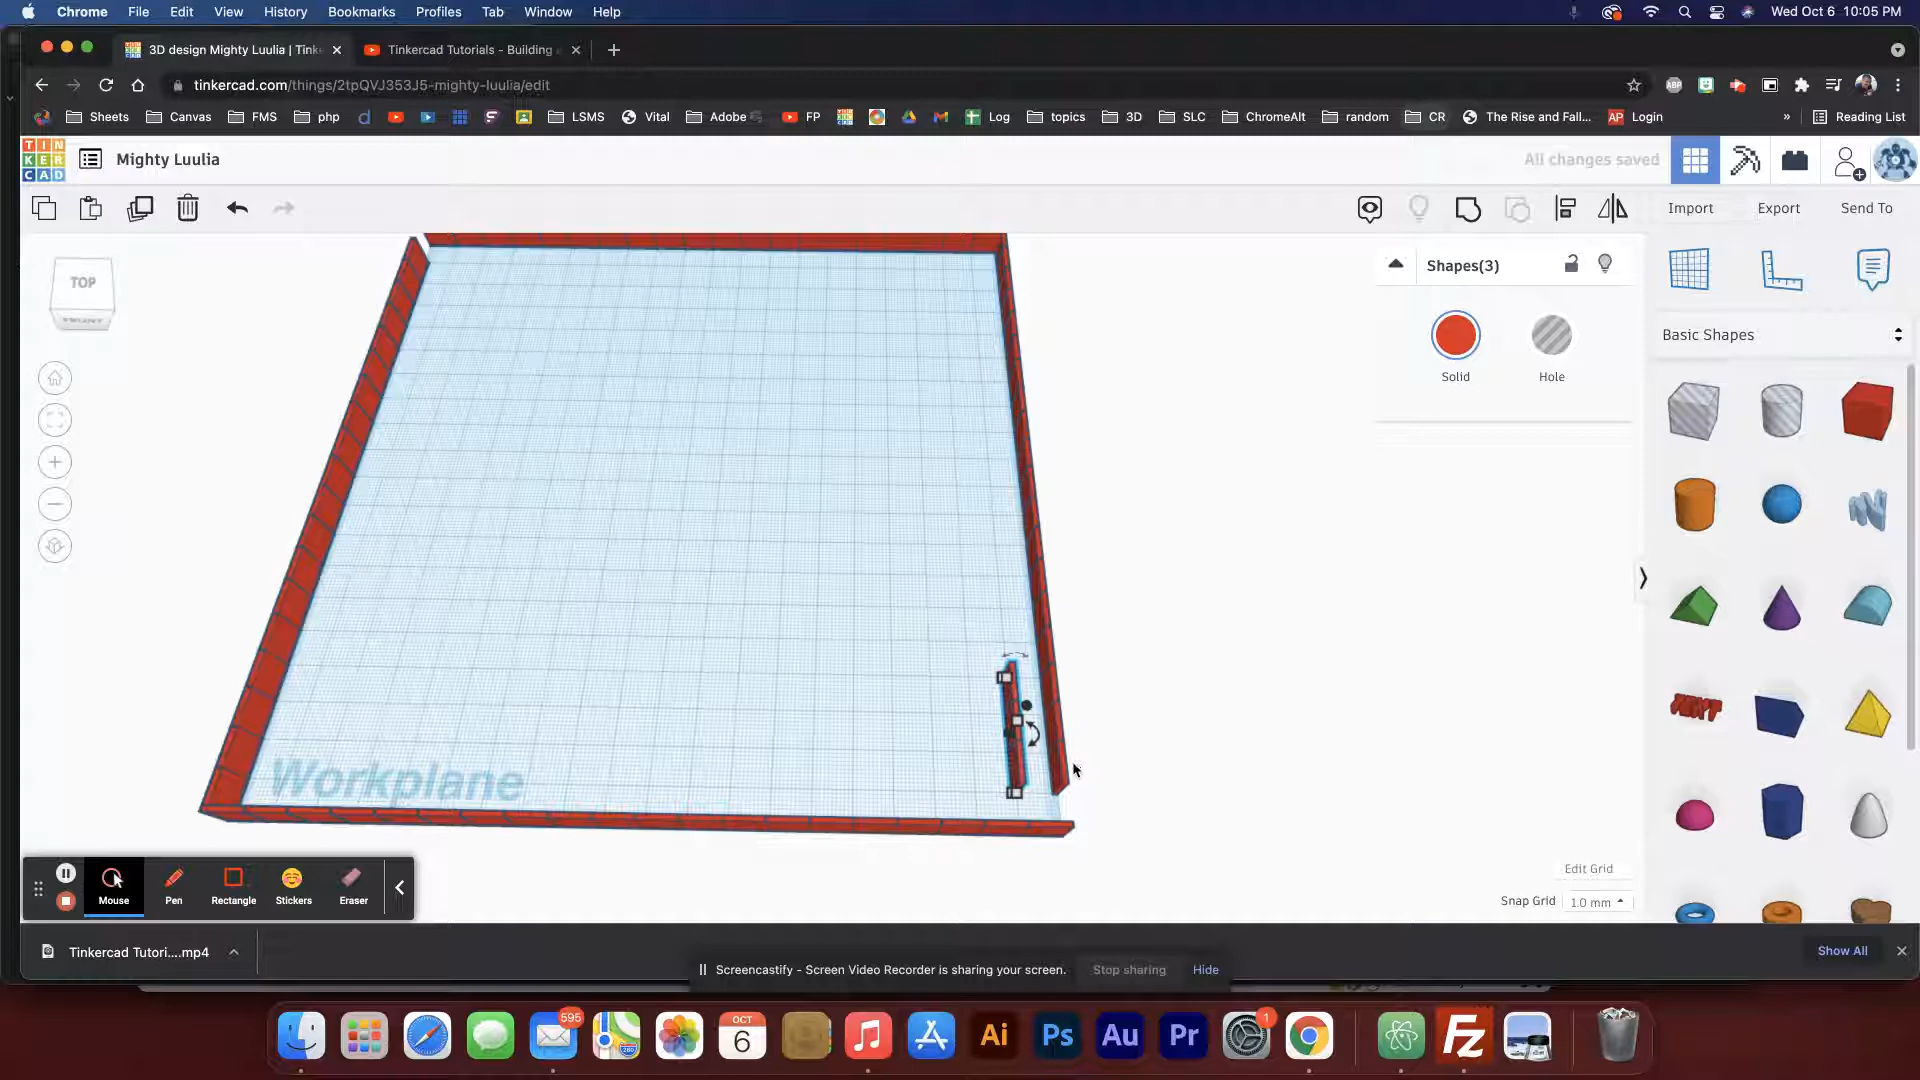 Chrome File Edit View History Bookmarks Profiles Tab Window Help Wed Oct 6 10:05 PM
3D design Mighty Luulia | Tink Tinkercad Tutorials - Building
tinkercad.com/things/2tpQVJ353J5-mighty-luulia/edit
Sheets Canvas FMS php LSMS Vital Adobe FP Log topics 3D SLC ChromeAlt random CR The Rise and Fall... AP Login » Reading List
TIN
KER
CAD
Mighty Luulia All changes saved
Import Export Send To
TOP
FRONT
Shapes(3)
Solid Hole
Basic Shapes
Workplane
Edit Grid
Snap Grid 1.0 mm
Mouse Pen Rectangle Stickers Eraser
Tinkercad Tutori....mp4 Show All
Screencastify - Screen Video Recorder is sharing your screen. Stop sharing Hide
595 OCT 6 Ai Ps Au Pr 1 Fz